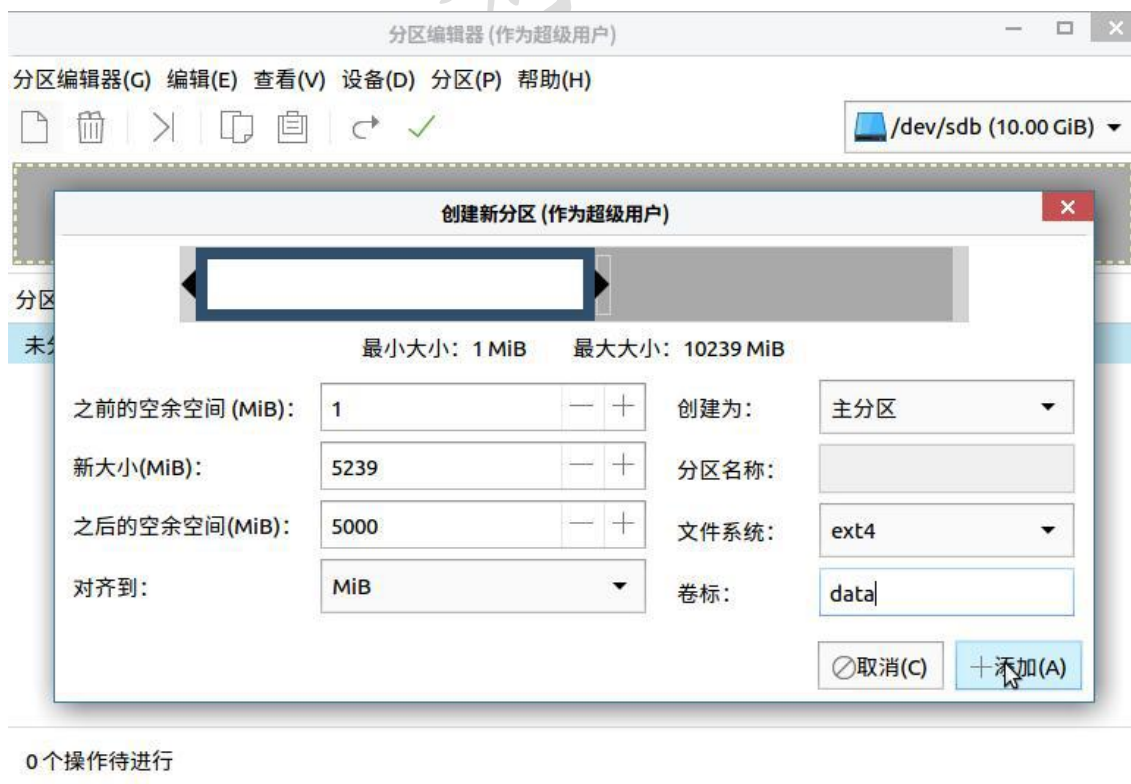 分区编辑器 (作为超级用户)
分区编辑器(G) 编辑(E) 查看(V) 设备(D) 分区(P) 帮助(H)
/dev/sdb (10.00 GiB)
创建新分区 (作为超级用户)
分区
未
最小大小：1 MiB 最大大小：10239 MiB
之前的空余空间 (MiB)： 1 创建为： 主分区
新大小(MiB)： 5239 分区名称：
之后的空余空间(MiB)： 5000 文件系统： ext4
对齐到： MiB 卷标： data
取消(C) 添加(A)
0个操作待进行